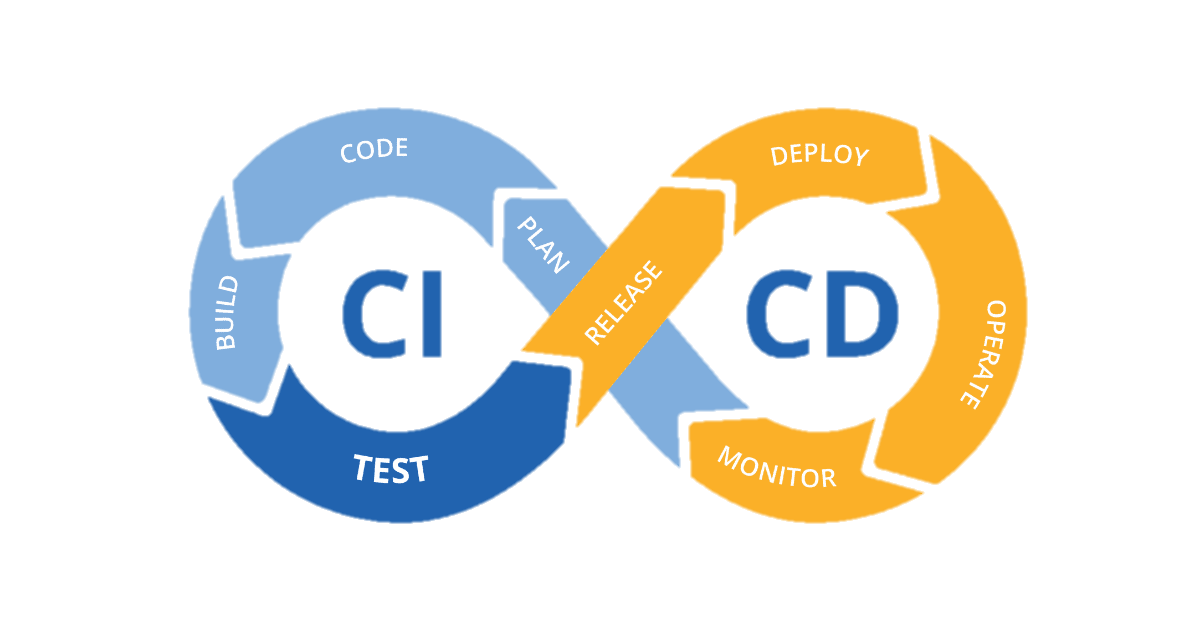 CODE
DEPLOY
PLAN
BUILD
CI
RELEASE
CD
OPERATE
TEST
MONITOR